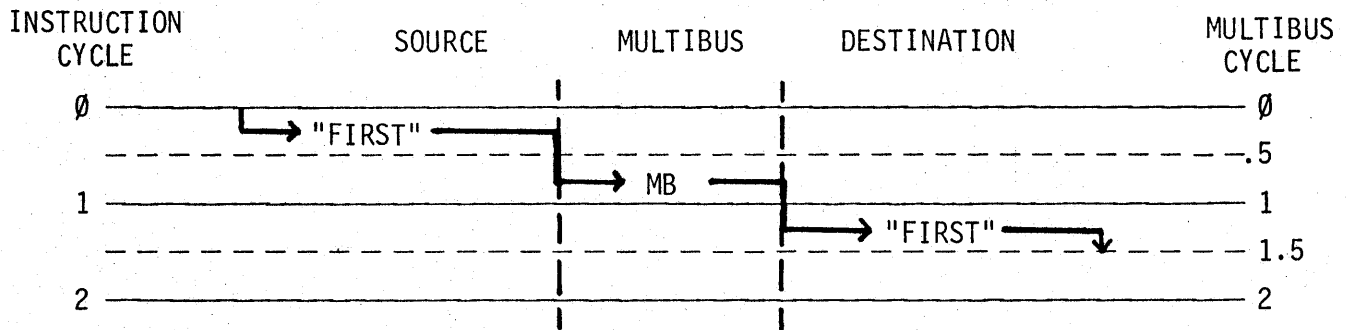 INSTRUCTION CYCLE SOURCE MULTIBUS DESTINATION MULTIBUS CYCLE
Ø Ø
"FIRST"
.5
MB
1 1
"FIRST"
1.5
2 2